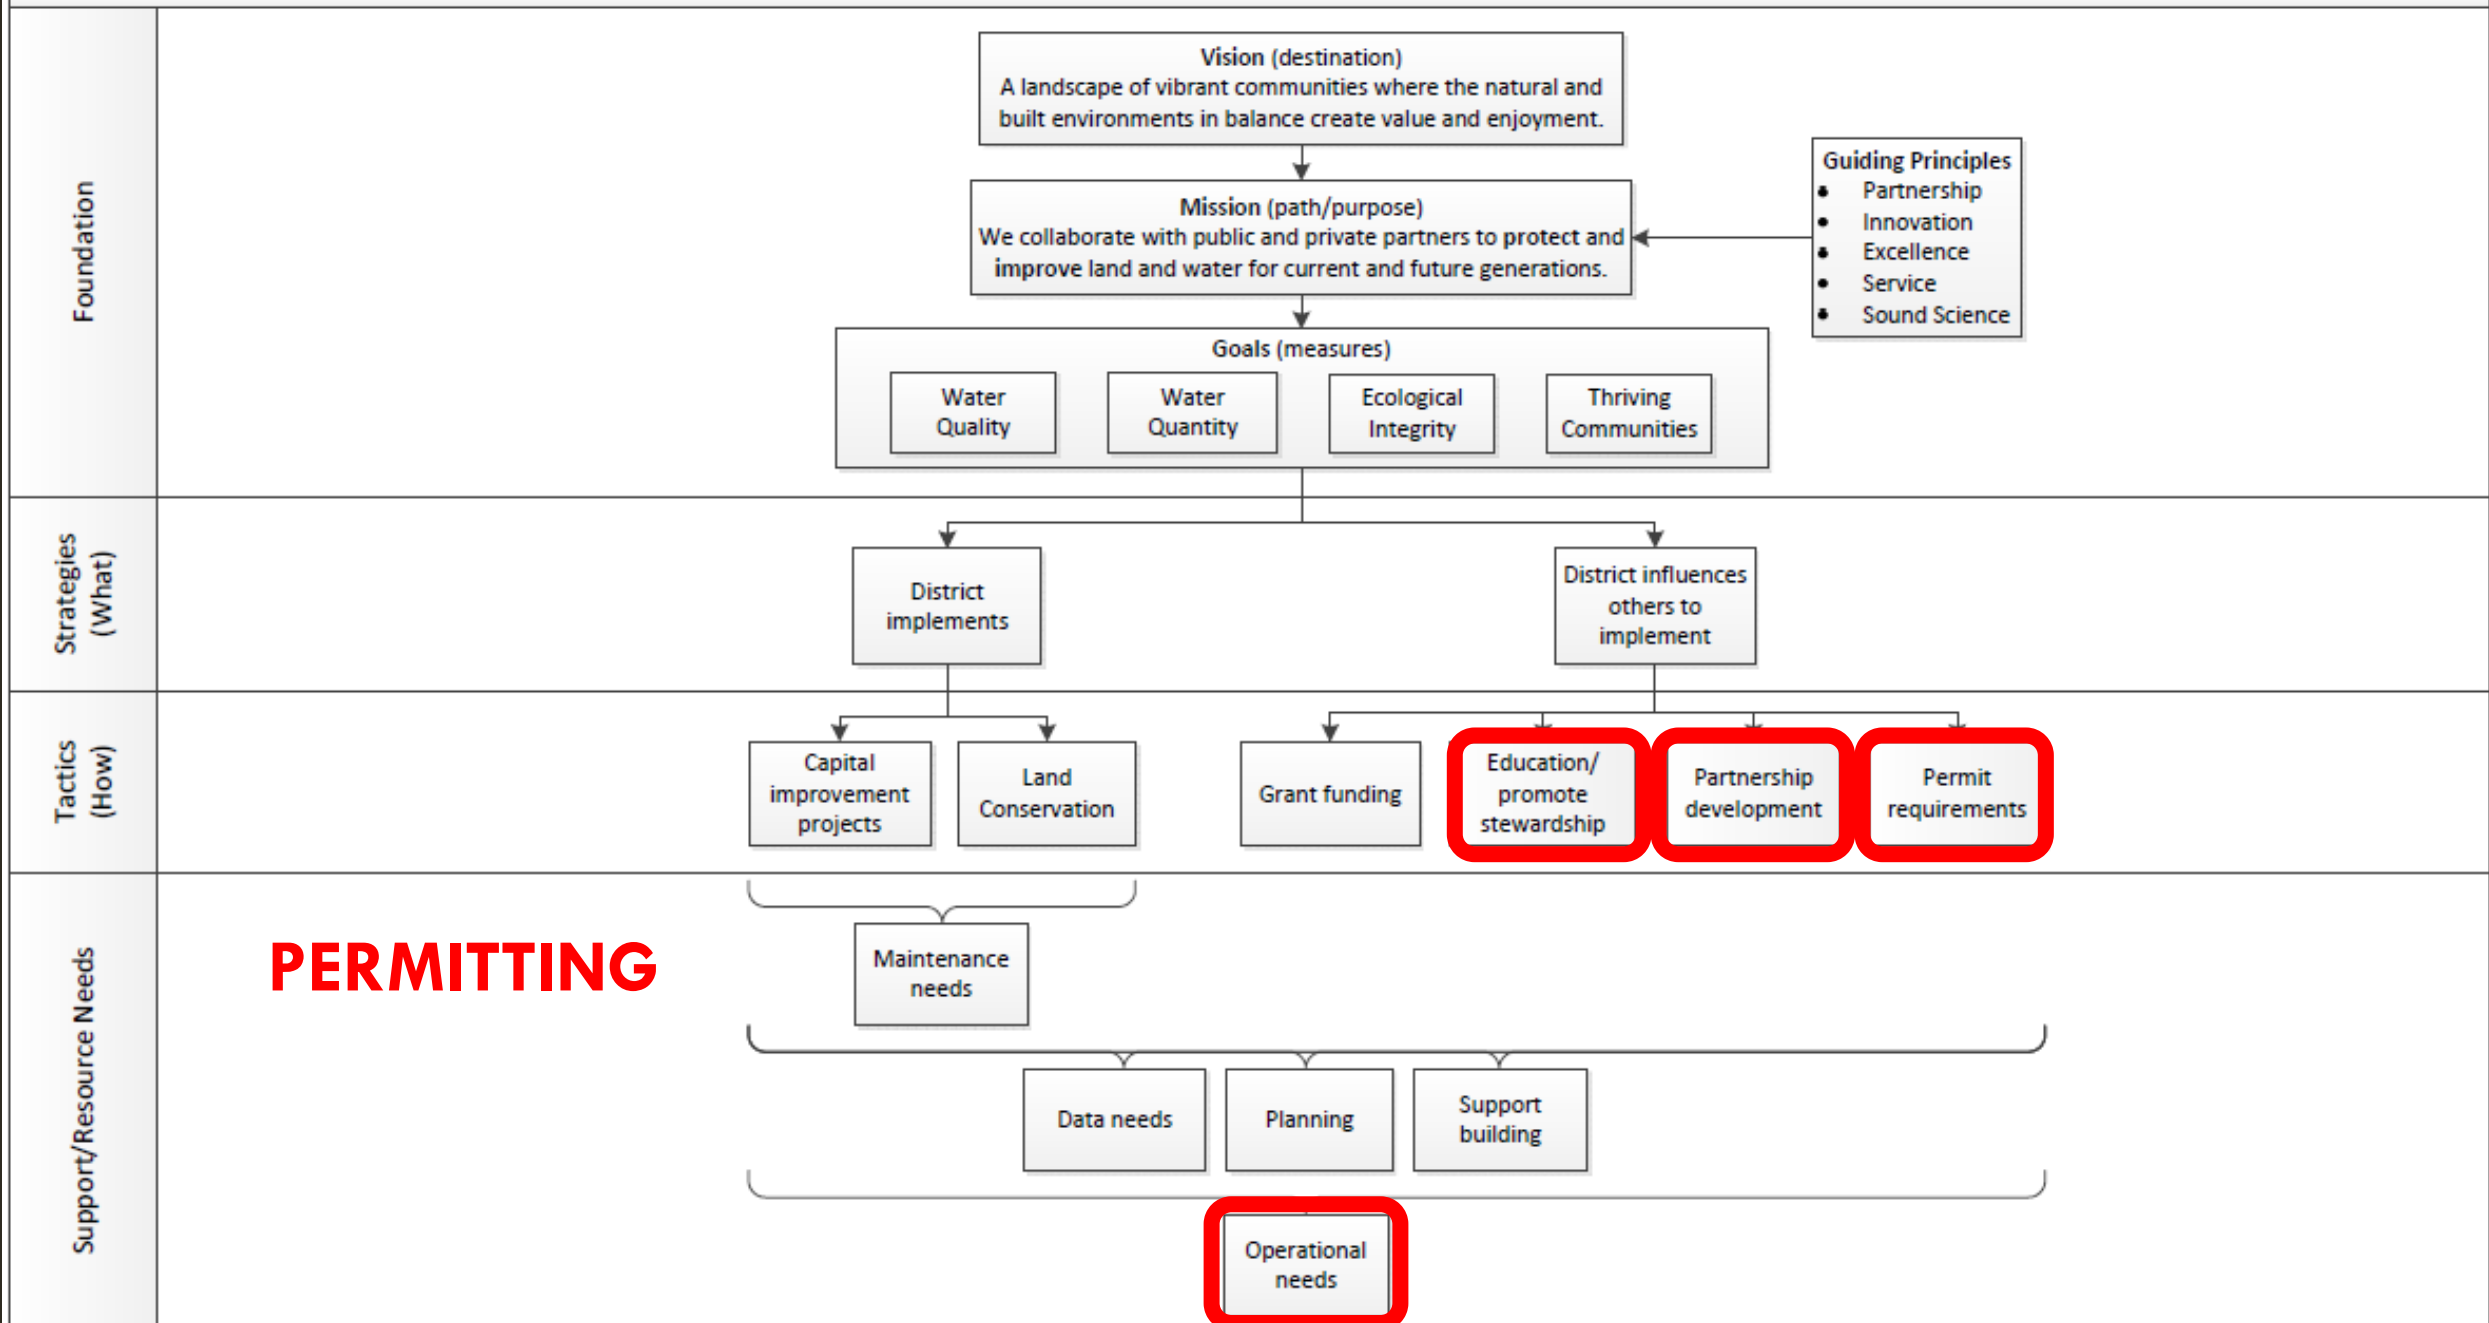 Foundation
Vision (destination)
A landscape of vibrant communities where the natural and
built environments in balance create value and enjoyment.
Mission (path/purpose)
We collaborate with public and private partners to protect and
improve land and water for current and future generations.
Guiding Principles
• Partnership
• Innovation
• Excellence
• Service
• Sound Science
Goals (measures)
Water
Quality
Water
Quantity
Ecological
Integrity
Thriving
Communities
Strategies
(What)
District
implements
District influences
others to
implement
Tactics
(How)
Capital
improvement
projects
Land
Conservation
Grant funding
Education/
promote
stewardship
Partnership
development
Permit
requirements
Support/Resource Needs
PERMITTING
Maintenance
needs
Data needs
Planning
Support
building
Operational
needs